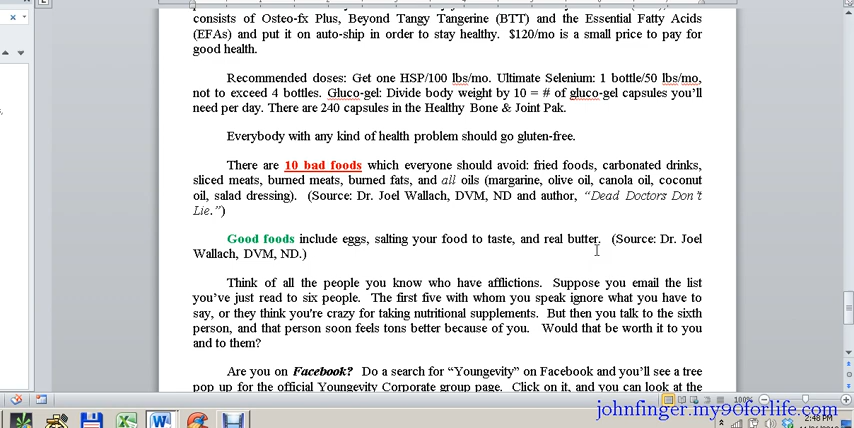 consists of Osteo-fx Plus, Beyond Tangy Tangerine (BTT) and the Essential Fatty Acids
(EFAs) and put it on auto-ship in order to stay healthy. $120/mo is a small price to pay for
good health.
Recommended doses: Get one HSP/100 lbs/mo. Ultimate Selenium: 1 bottle/50 lbs/mo,
not to exceed 4 bottles. Gluco-gel: Divide body weight by 10 = # of gluco-gel capsules you'll
need per day. There are 240 capsules in the Healthy Bone & Joint Pak.
Everybody with any kind of health problem should go gluten-free.
There are 10 bad foods which everyone should avoid: fried foods, carbonated drinks,
sliced meats, burned meats, burned fats, and all oils (margarine, olive oil, canola oil, coconut
oil, salad dressing). (Source: Dr. Joel Wallach, DVM, ND and author, “Dead Doctors Don't
Lie.”)
Good foods include eggs, salting your food to taste, and real butter. (Source: Dr. Joel
Wallach, DVM, ND.)
Think of all the people you know who have afflictions. Suppose you email the list
you've just read to six people. The first five with whom you speak ignore what you have to
say, or they think you're crazy for taking nutritional supplements. But then you talk to the sixth
person, and that person soon feels tons better because of you. Would that be worth it to you
and to them?
Are you on Facebook? Do a search for “Youngevity” on Facebook and you'll see a tree
pop up for the official Youngevity Corporate group page. Click on it, and you can look at the
100%
johnfinger.my90forlife.com
2:48 PM